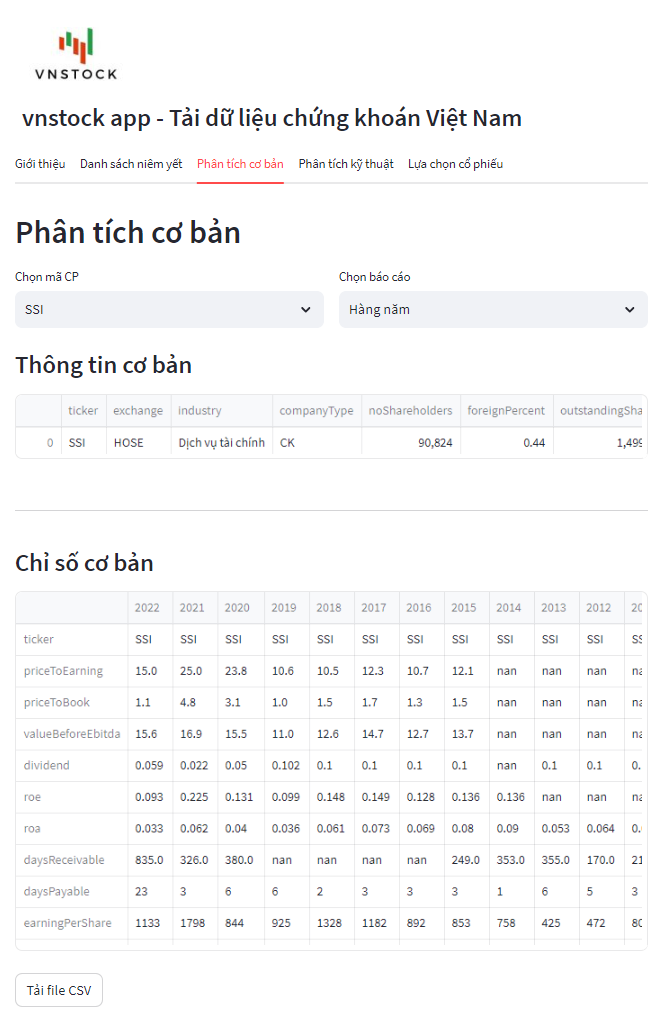 VNSTOCK
vnstock app - Tải dữ liệu chứng khoán Việt Nam
Giới thiệu Danh sách niêm yết Phân tích cơ bản Phân tích kỹ thuật Lựa chọn cổ phiếu
Phân tích cơ bản
Chọn mã CP Chọn báo cáo
SSI Hàng năm
Thông tin cơ bản
ticker exchange industry companyType noShareholders foreignPercent outstandingSha
0 SSI HOSE Dịch vụ tài chính CK 90,824 0.44 1,499
Chỉ số cơ bản
2022 2021 2020 2019 2018 2017 2016 2015 2014 2013 2012 20
ticker SSI SSI SSI SSI SSI SSI SSI SSI SSI SSI SSI SS
priceToEarning 15.0 25.0 23.8 10.6 10.5 12.3 10.7 12.1 nan nan nan na
priceToBook 1.1 4.8 3.1 1.0 1.5 1.7 1.3 1.5 nan nan nan na
valueBeforeEbitda 15.6 16.9 15.5 11.0 12.6 14.7 12.7 13.7 nan nan nan na
dividend 0.059 0.022 0.05 0.102 0.1 0.1 0.1 0.1 nan 0.1 0.1 0.
roe 0.093 0.225 0.131 0.099 0.148 0.149 0.128 0.136 0.136 nan nan na
roa 0.033 0.062 0.04 0.036 0.061 0.073 0.069 0.08 0.09 0.053 0.064 0.
daysReceivable 835.0 326.0 380.0 nan nan nan nan 249.0 353.0 355.0 170.0 21
daysPayable 23 3 6 6 2 3 3 3 1 6 5 3
earningPerShare 1133 1798 844 925 1328 1182 892 853 758 425 472 80
Tải file CSV